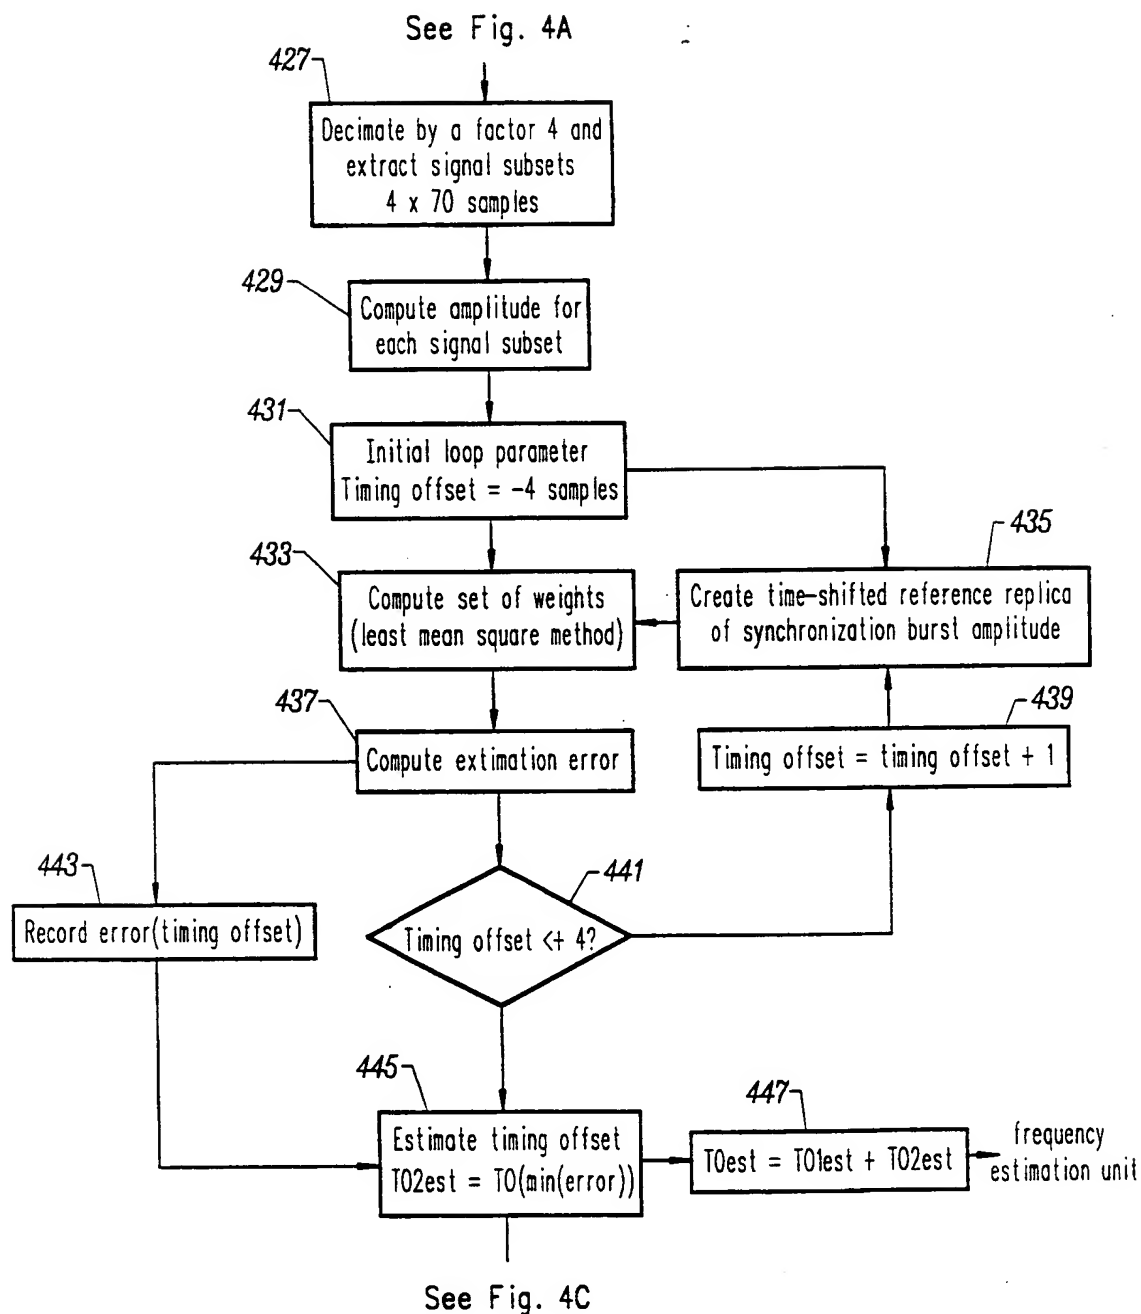 See Fig. 4A
427
Decimate by a factor 4 and
extract signal subsets
4 x 70 samples
429
Compute amplitude for
each signal subset
431
Initial loop parameter
Timing offset = -4 samples
433
Compute set of weights
(least mean square method)
435
Create time-shifted reference replica
of synchronization burst amplitude
437
Compute extimation error
439
Timing offset = timing offset + 1
443
Record error(timing offset)
441
Timing offset <+ 4?
445
Estimate timing offset
TO2est = TO(min(error))
447
TOest = TO1est + TO2est
frequency
estimation unit
See Fig. 4C